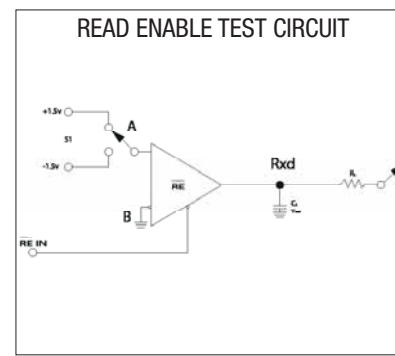 READ ENABLE TEST CIRCUIT
+1.5v
A
S1
-1.5v
RE
Rxd
B
RE IN